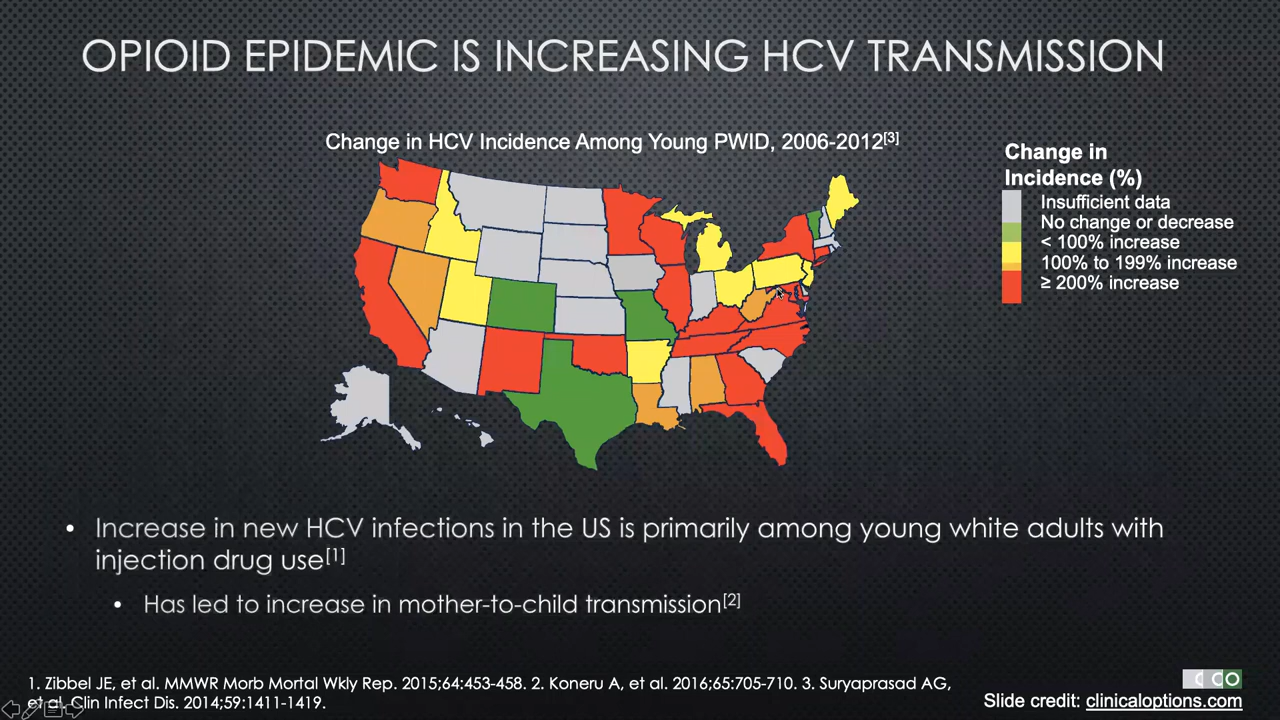 OPIOID EPIDEMIC IS INCREASING HCV TRANSMISSION
Change in HCV Incidence Among Young PWID, 2006-2012[3]
Change in
Incidence (%)
Insufficient data
No change or decrease
< 100% increase
100% to 199% increase
≥ 200% increase
• Increase in new HCV infections in the US is primarily among young white adults with
injection drug use[1]
• Has led to increase in mother-to-child transmission[2]
1. Zibbel JE, et al. MMWR Morb Mortal Wkly Rep. 2015;64:453-458. 2. Koneru A, et al. 2016;65:705-710. 3. Suryaprasad AG,
et al. Clin Infect Dis. 2014;59:1411-1419.
CCO
Slide credit: clinicaloptions.com